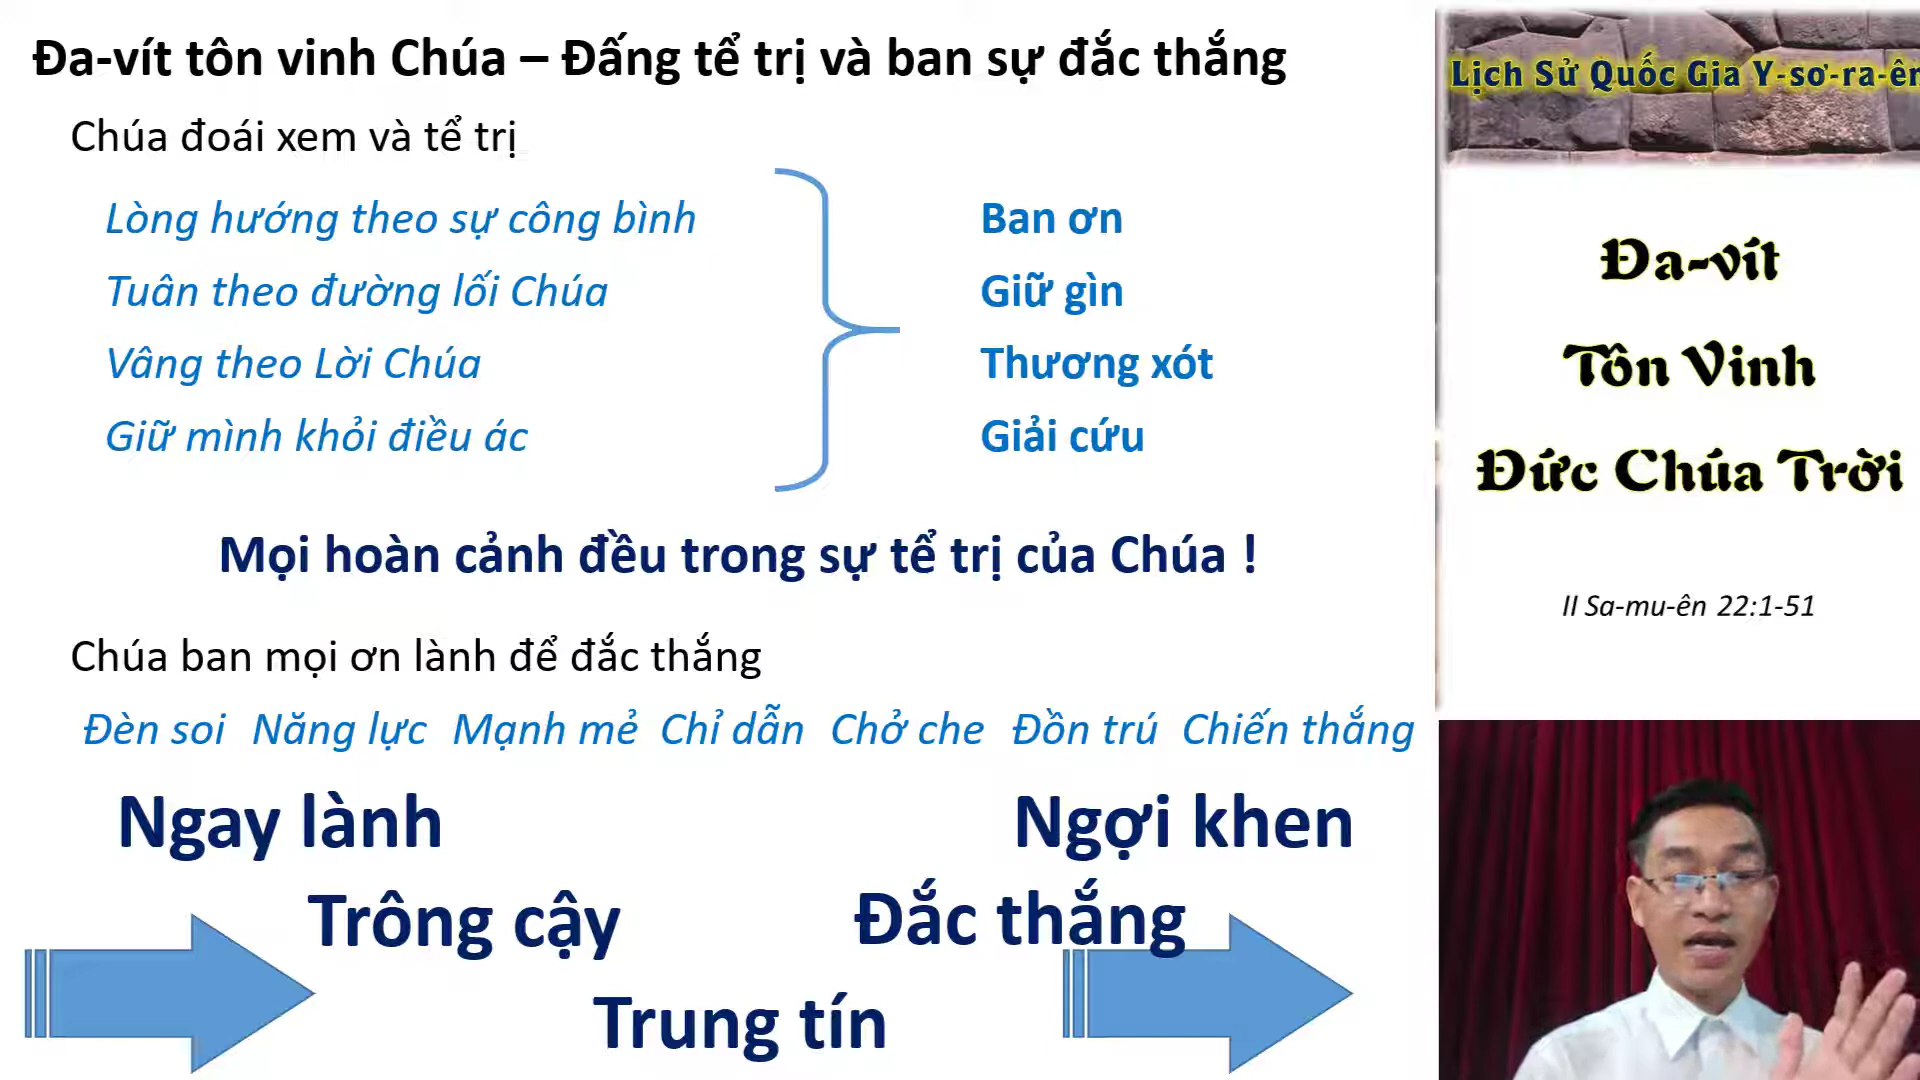 Đa-vít tôn vinh Chúa – Đấng tể trị và ban sự đắc thắng
Chúa đoái xem và tể trị
Lòng hướng theo sự công bình
Tuân theo đường lối Chúa
Vâng theo Lời Chúa
Giữ mình khỏi điều ác
Ban ơn
Giữ gìn
Thương xót
Giải cứu
Mọi hoàn cảnh đều trong sự tể trị của Chúa !
Chúa ban mọi ơn lành để đắc thắng
Đèn soi Năng lực Mạnh mẻ Chỉ dẫn Chở che Đồn trú Chiến thắng
Ngay lành
Trông cậy
Trung tín
Đắc thắng
Ngợi khen
Lịch Sử Quốc Gia Y-sơ-ra-ên
Đa-vít
Tôn Vinh
Đức Chúa Trời
II Sa-mu-ên 22:1-51